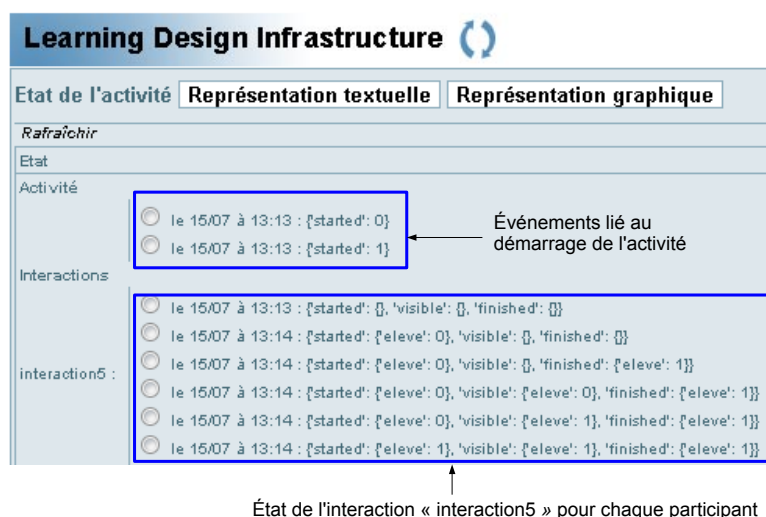 Learning Design Infrastructure
Etat de l'activité Représentation textuelle Représentation graphique
Rafraîchir
Etat
Activité
le 15/07 à 13:13 : {'started': 0}
le 15/07 à 13:13 : {'started': 1}
Événements lié au
démarrage de l'activité
Interactions
le 15/07 à 13:13 : {'started': {}, 'visible': {}, 'finished': {}}
le 15/07 à 13:14 : {'started': {'eleve': 0}, 'visible': {}, 'finished': {}}
le 15/07 à 13:14 : {'started': {'eleve': 0}, 'visible': {}, 'finished': {'eleve': 1}}
interaction5 :
le 15/07 à 13:14 : {'started': {'eleve': 0}, 'visible': {'eleve': 0}, 'finished': {'eleve': 1}}
le 15/07 à 13:14 : {'started': {'eleve': 0}, 'visible': {'eleve': 1}, 'finished': {'eleve': 1}}
le 15/07 à 13:14 : {'started': {'eleve': 1}, 'visible': {'eleve': 1}, 'finished': {'eleve': 1}}
État de l'interaction « interaction5 » pour chaque participant